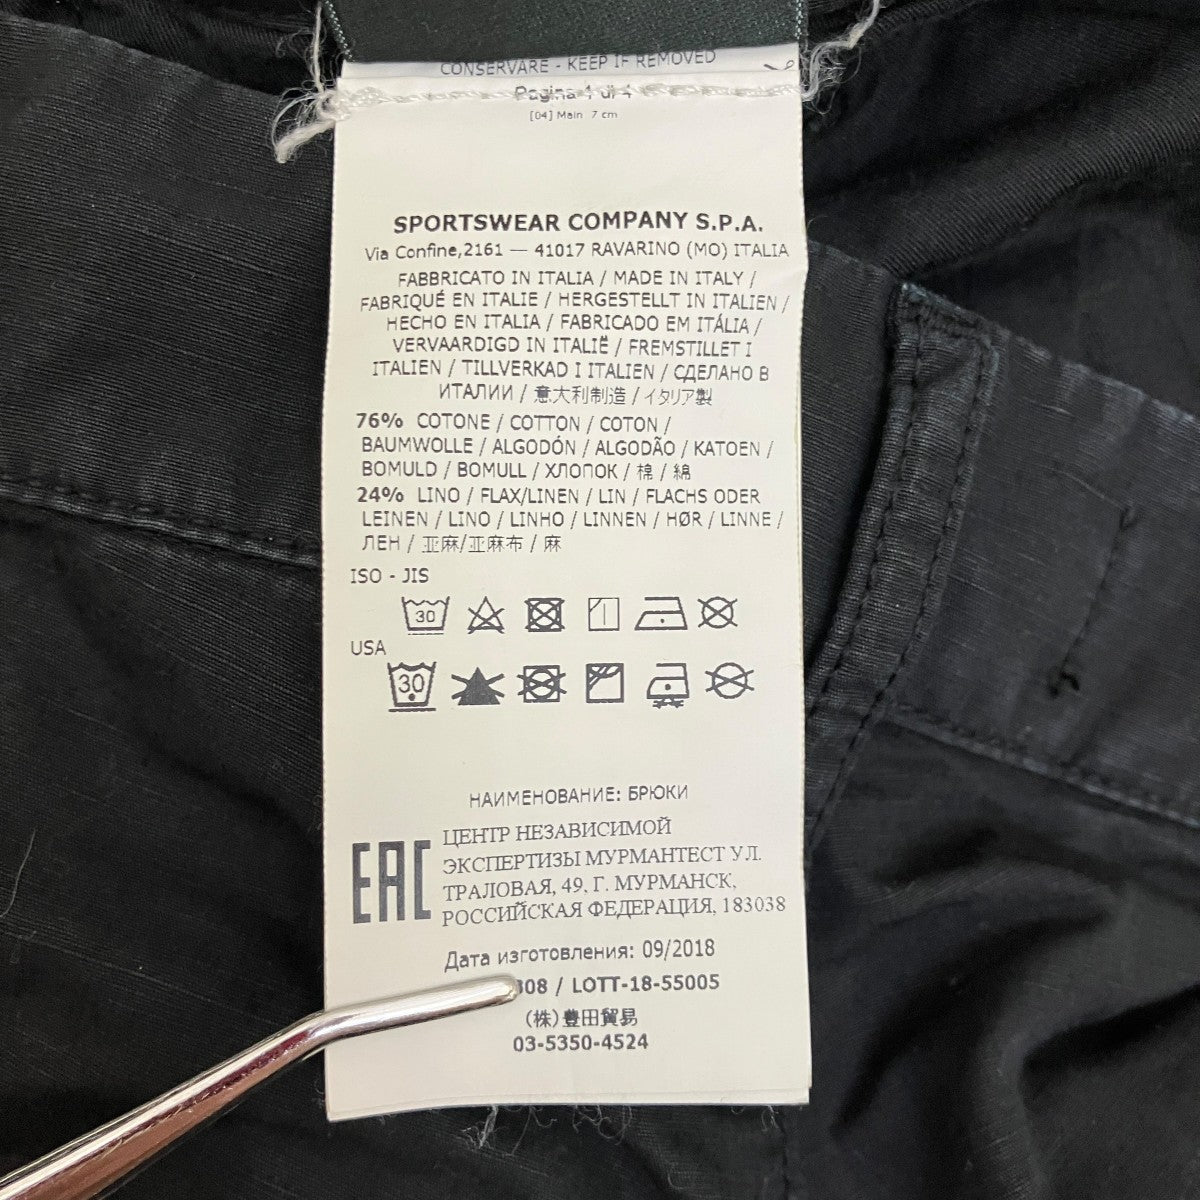 CONSERVARE - KEEP IF REMOVED
Pagina 4 di 4
[04] Main 7 cm
SPORTSWEAR COMPANY S.P.A.
Via Confine,2161 — 41017 RAVARINO (MO) ITALIA
FABBRICATO IN ITALIA / MADE IN ITALY /
FABRIQUÉ EN ITALIE / HERGESTELLT IN ITALIEN /
HECHO EN ITALIA / FABRICADO EM ITÁLIA /
VERVAARDIGD IN ITALIË / FREMSTILLET I
ITALIEN / TILLVERKAD I ITALIEN / СДЕЛАНО В
ИТАЛИИ / 意大利制造 / イタリア製
76% COTONE / COTTON / COTON /
BAUMWOLLE / ALGODÓN / ALGODÃO / KATOEN /
BOMULD / BOMULL / ХЛОПОК / 棉 / 綿
24% LINO / FLAX/LINEN / LIN / FLACHS ODER
LEINEN / LINO / LINHO / LINNEN / HØR / LINNE /
ЛЕН / 亚麻/亚麻布 / 麻
ISO - JIS
30
USA
30
НАИМЕНОВАНИЕ: БРЮКИ
EAC
ЦЕНТР НЕЗАВИСИМОЙ
ЭКСПЕРТИЗЫ МУРМАНТЕСТ УЛ.
ТРАЛОВАЯ, 49, Г. МУРМАНСК,
РОССИЙСКАЯ ФЕДЕРАЦИЯ, 183038
Дата изготовления: 09/2018
308 / LOTT-18-55005
(株)豊田貿易
03-5350-4524